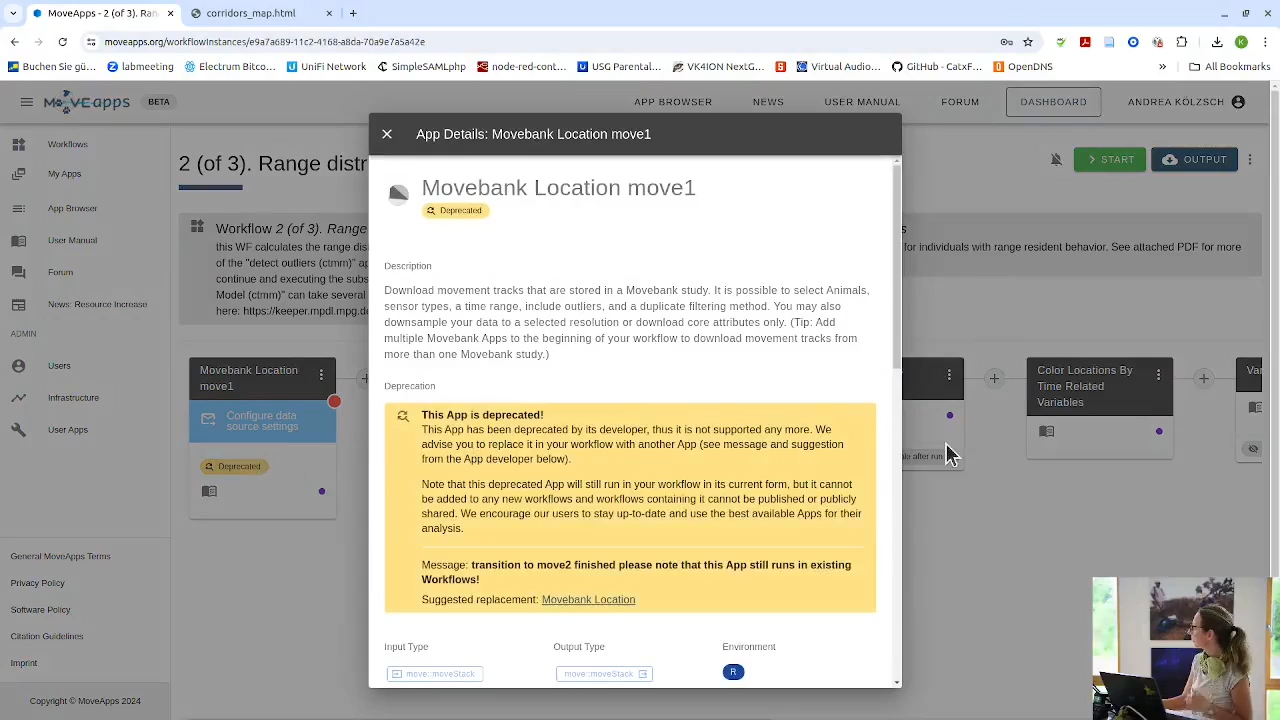 MoveApps - 2 (of 3). Ran
corridors_map.html
moveapps.org/workflowInstances/e9a7a689-11c2-4168-a8da-70a9e7a5a42e
Buchen Sie gü...
labmeeting
Electrum Bitco...
UniFi Network
SimpleSAMLphp
node-red-cont...
USG Parental...
VK4ION NextG...
Virtual Audio...
GitHub - CatxF...
OpenDNS
»
All Bookmarks
MOVEapps
BETA
APP BROWSER
NEWS
USER MANUAL
FORUM
DASHBOARD
ANDREA KÖLZSCH
Workflows
My Apps
App Browser
User Manual
Forum
News: Resource Increase
ADMIN
Users
Infrastructure
User Apps
General MoveApps Terms
Privacy Policy
Software Policy
Citation Guidelines
Imprint
Copyright © MoveApps 2024
2 (of 3). Range distr
START
OUTPUT
Workflow 2 (of 3). Rang
this WF calculates the range dis
of the "detect outliers (ctmm)" ap
continue and executing the subs
Model (ctmm)" can take several
here: https://keeper.mpdl.mpg.de
for individuals with range resident behavior. See attached PDF for more
Movebank Location
move1
Configure data
source settings
Deprecated
App Details: Movebank Location move1
Movebank Location move1
Deprecated
Description
Download movement tracks that are stored in a Movebank study. It is possible to select Animals,
sensor types, a time range, include outliers, and a duplicate filtering method. You may also
downsample your data to a selected resolution or download core attributes only. (Tip: Add
multiple Movebank Apps to the beginning of your workflow to download movement tracks
from more than one Movebank study.)
Deprecation
This App is deprecated!
This App has been deprecated by its developer, thus it is not supported any more. We
advise you to replace it in your workflow with another App (see message and suggestion
from the App developer below).
Note that this deprecated App will still run in your workflow in its current form, but it cannot
be added to any new workflows and workflows containing it cannot be published or publicly
shared. We encourage our users to stay up-to-date and use the best available Apps for their
analysis.
Message: transition to move2 finished please note that this App still runs in existing
Workflows!
Suggested replacement: Movebank Location
Input Type
Output Type
Environment
move::moveStack
move::moveStack
R
after run
Color Locations By
Time Related
Variables
Var